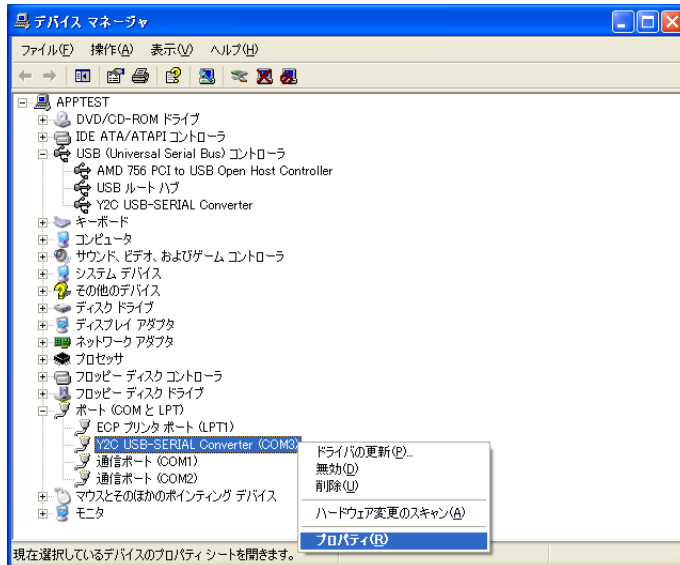 デバイス マネージャ
ファイル(F) 操作(A) 表示(V) ヘルプ(H)
APPTEST
DVD/CD-ROM ドライブ
IDE ATA/ATAPI コントローラ
USB (Universal Serial Bus) コントローラ
AMD 756 PCI to USB Open Host Controller
USB ルート ハブ
Y2C USB-SERIAL Converter
キーボード
コンピュータ
サウンド、ビデオ、およびゲーム コントローラ
システム デバイス
その他のデバイス
ディスク ドライブ
ディスプレイ アダプタ
ネットワーク アダプタ
プロセッサ
フロッピー ディスク コントローラ
フロッピー ディスク ドライブ
ポート (COM と LPT)
ECP プリンタ ポート (LPT1)
Y2C USB-SERIAL Converter (COM3)
通信ポート (COM1)
通信ポート (COM2)
マウスとそのほかのポインティング デバイス
モニタ
ドライバの更新(P)...
無効(D)
削除(U)
ハードウェア変更のスキャン(A)
プロパティ(R)
現在選択しているデバイスのプロパティ シートを開きます。